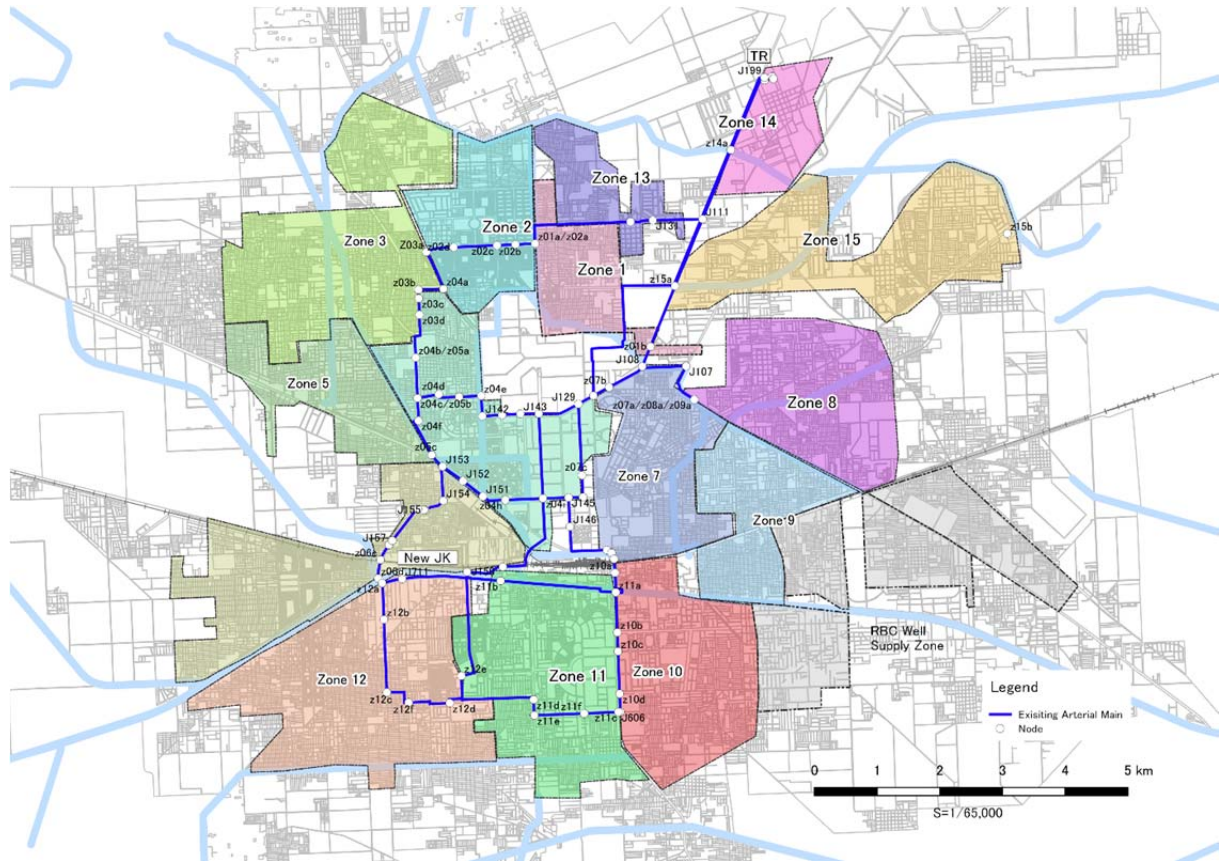 TR
J199
Zone 14
z14a
Zone 13
J131
J111
Zone 2
z01a/z02a
Z03a
z02d
z02c
z02b
Zone 3
Zone 15
z15b
Zone 1
z15a
z03b
z04a
z03c
z03d
z01b
J108
J107
z04b/z05a
Zone 5
z07b
z04d
z04e
z04c/z05b
J129
J142
J143
z07a/z08a/z09a
Zone 8
z04f
J153
J152
z07c
Zone 7
J151
J154
z04h
J145
J155
J146
Zone 9
J157
New JK
z10a
J711
z12a
z11b
z11a
z12b
z10b
RBC Well
Supply Zone
z10c
z12e
Zone 12
Zone 11
Zone 10
z12c
z12f
z12d
z11d
z11f
z10d
z11e
z11c
J606
Legend
Exisiting Arterial Main
Node
0 1 2 3 4 5 km
S=1/65,000